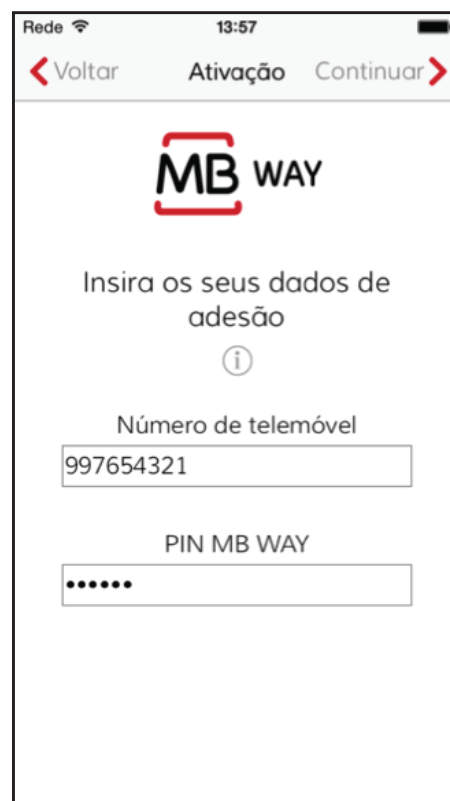 Rede 13:57
Voltar Ativação Continuar
MB WAY
Insira os seus dados de
adesão
i
Número de telemóvel
997654321
PIN MB WAY
••••••